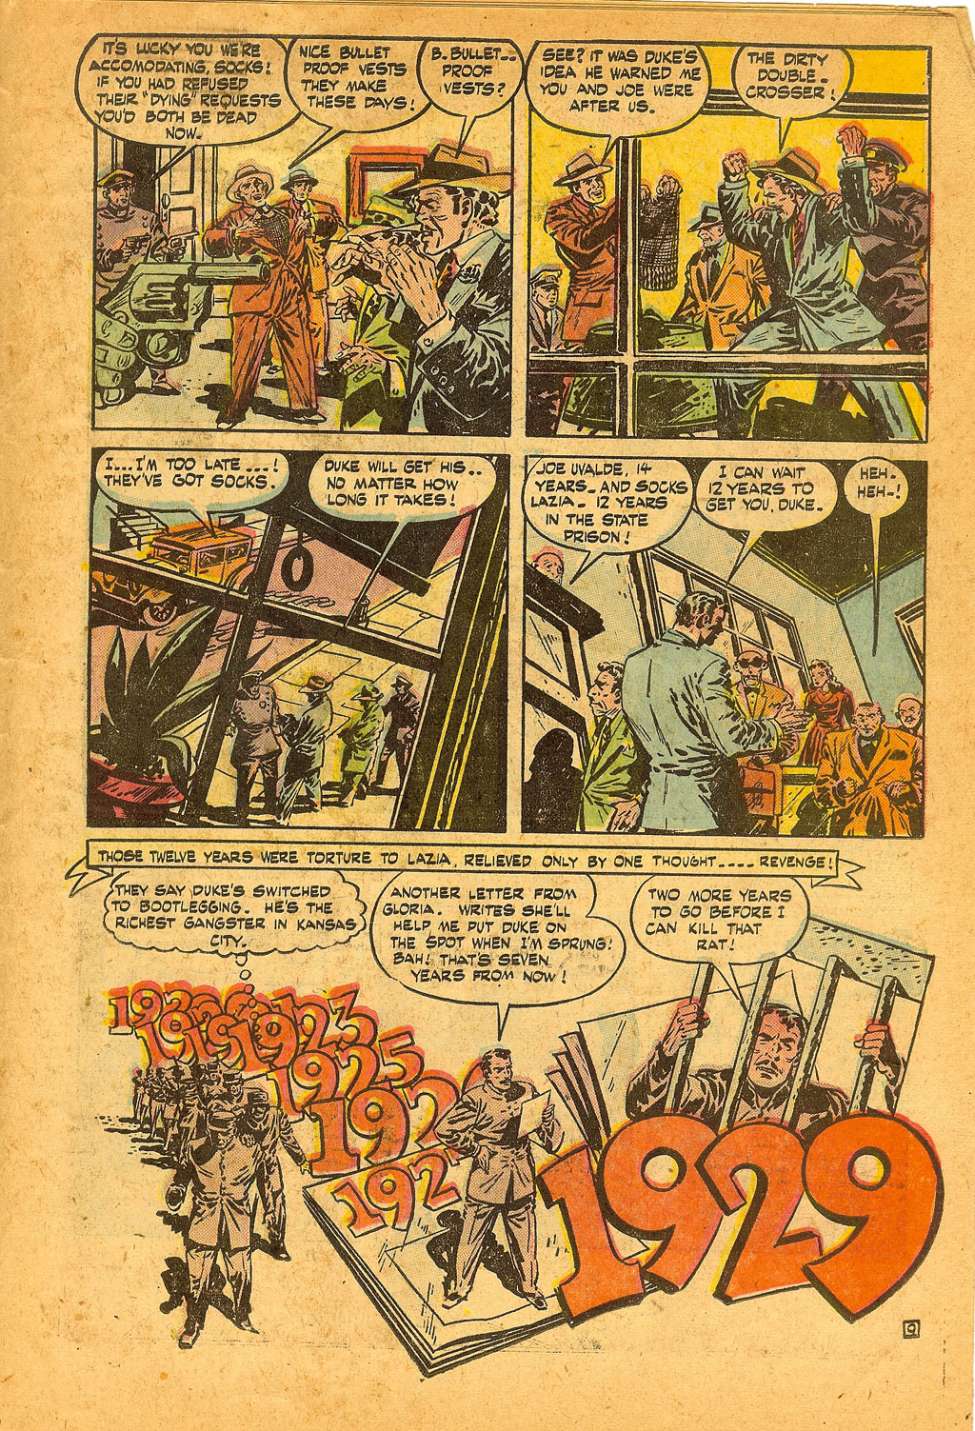 IT'S LUCKY YOU WERE
ACCOMODATING, SOCKS!
IF YOU HAD REFUSED
THEIR "DYING" REQUESTS
YOU'D BOTH BE DEAD
NOW.
NICE BULLET
PROOF VESTS
THEY MAKE
THESE DAYS!
B. BULLET--
PROOF
VESTS?
SEE? IT WAS DUKE'S
IDEA HE WARNED ME
YOU AND JOE WERE
AFTER US.
THE DIRTY
DOUBLE-
CROSSER!
I...I'M TOO LATE...!
THEY'VE GOT SOCKS.
DUKE WILL GET HIS..
NO MATTER HOW
LONG IT TAKES!
JOE UVALDE, 14
YEARS- AND SOCKS
LAZIA- 12 YEARS
IN THE STATE
PRISON!
I CAN WAIT
12 YEARS TO
GET YOU, DUKE.
HEH-
HEH-!
THOSE TWELVE YEARS WERE TORTURE TO LAZIA, RELIEVED ONLY BY ONE THOUGHT---- REVENGE!
THEY SAY DUKE'S SWITCHED
TO BOOTLEGGING. HE'S THE
RICHEST GANGSTER IN KANSAS
CITY.
ANOTHER LETTER FROM
GLORIA. WRITES SHE'LL
HELP ME PUT DUKE ON
THE SPOT WHEN I'M SPRUNG!
BAH! THAT'S SEVEN
YEARS FROM NOW!
TWO MORE YEARS
TO GO BEFORE I
CAN KILL THAT
RAT!
1923
1925
192
192
1929
9